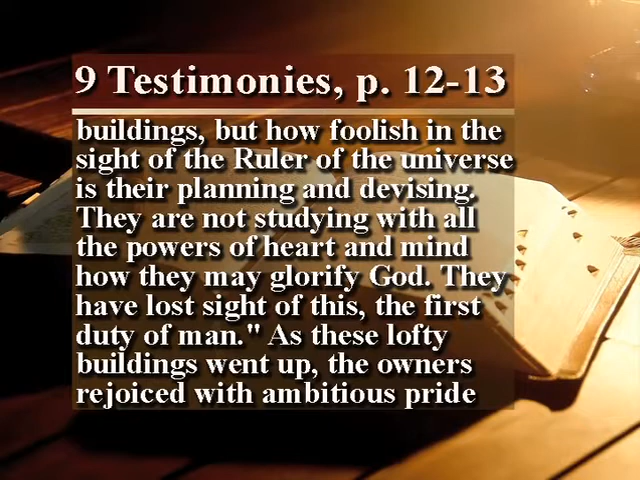 9 Testimonies, p. 12-13
buildings, but how foolish in the
sight of the Ruler of the universe
is their planning and devising.
They are not studying with all
the powers of heart and mind
how they may glorify God. They
have lost sight of this, the first
duty of man." As these lofty
buildings went up, the owners
rejoiced with ambitious pride